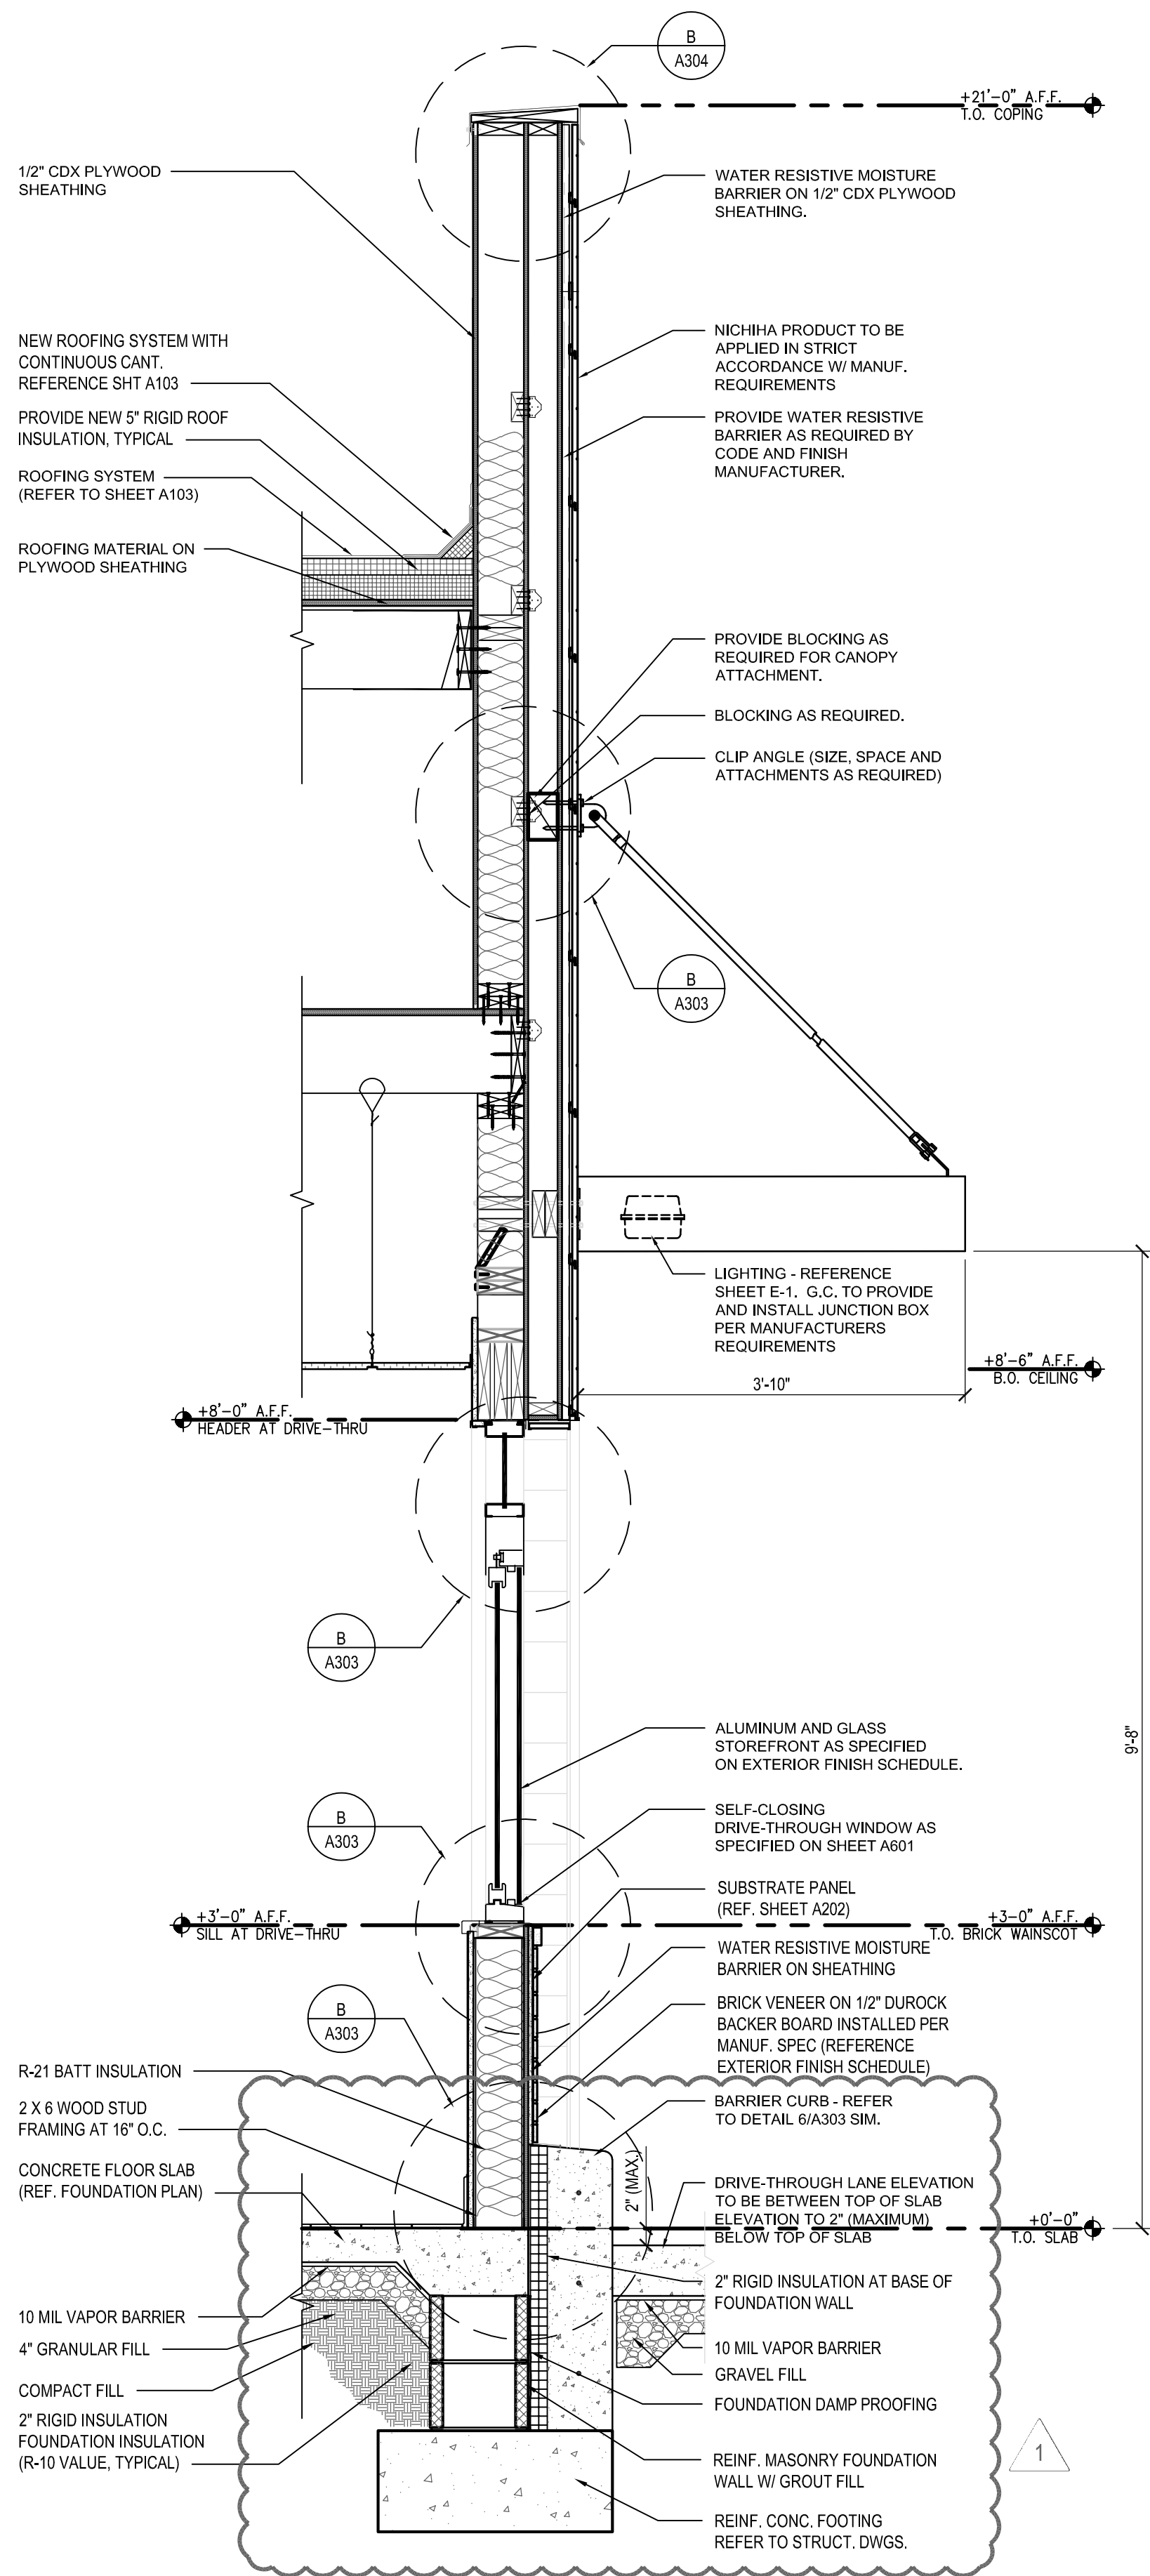 B
A304
+21'-0" A.F.F.
T.O. COPING
1/2" CDX PLYWOOD
SHEATHING
WATER RESISTIVE MOISTURE
BARRIER ON 1/2" CDX PLYWOOD
SHEATHING.
NEW ROOFING SYSTEM WITH
CONTINUOUS CANT.
REFERENCE SHT A103
NICHIHA PRODUCT TO BE
APPLIED IN STRICT
ACCORDANCE W/ MANUF.
REQUIREMENTS
PROVIDE NEW 5" RIGID ROOF
INSULATION, TYPICAL
PROVIDE WATER RESISTIVE
BARRIER AS REQUIRED BY
CODE AND FINISH
MANUFACTURER.
ROOFING SYSTEM
(REFER TO SHEET A103)
ROOFING MATERIAL ON
PLYWOOD SHEATHING
PROVIDE BLOCKING AS
REQUIRED FOR CANOPY
ATTACHMENT.
BLOCKING AS REQUIRED.
CLIP ANGLE (SIZE, SPACE AND
ATTACHMENTS AS REQUIRED)
B
A303
LIGHTING - REFERENCE
SHEET E-1. G.C. TO PROVIDE
AND INSTALL JUNCTION BOX
PER MANUFACTURERS
REQUIREMENTS
+8'-6" A.F.F.
B.O. CEILING
3'-10"
+8'-0" A.F.F.
HEADER AT DRIVE-THRU
B
A303
9'-8"
ALUMINUM AND GLASS
STOREFRONT AS SPECIFIED
ON EXTERIOR FINISH SCHEDULE.
B
A303
SELF-CLOSING
DRIVE-THROUGH WINDOW AS
SPECIFIED ON SHEET A601
SUBSTRATE PANEL
(REF. SHEET A202)
+3'-0" A.F.F.
SILL AT DRIVE-THRU
+3-0" A.F.F.
T.O. BRICK WAINSCOT
WATER RESISTIVE MOISTURE
BARRIER ON SHEATHING
B
A303
BRICK VENEER ON 1/2" DUROCK
BACKER BOARD INSTALLED PER
MANUF. SPEC (REFERENCE
EXTERIOR FINISH SCHEDULE)
R-21 BATT INSULATION
2 X 6 WOOD STUD
FRAMING AT 16" O.C.
BARRIER CURB - REFER
TO DETAIL 6/A303 SIM.
CONCRETE FLOOR SLAB
(REF. FOUNDATION PLAN)
2" (MAX.)
DRIVE-THROUGH LANE ELEVATION
TO BE BETWEEN TOP OF SLAB
ELEVATION TO 2" (MAXIMUM)
BELOW TOP OF SLAB
+0'-0"
T.O. SLAB
2" RIGID INSULATION AT BASE OF
FOUNDATION WALL
10 MIL VAPOR BARRIER
4" GRANULAR FILL
COMPACT FILL
2" RIGID INSULATION
FOUNDATION INSULATION
(R-10 VALUE, TYPICAL)
10 MIL VAPOR BARRIER
GRAVEL FILL
FOUNDATION DAMP PROOFING
REINF. MASONRY FOUNDATION
WALL W/ GROUT FILL
REINF. CONC. FOOTING
REFER TO STRUCT. DWGS.
1